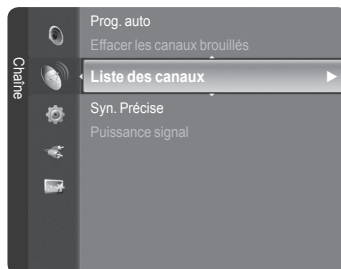 Chaîne
Prog. auto
Effacer les canaux brouillés
Liste des canaux
Syn. Précise
Puissance signal